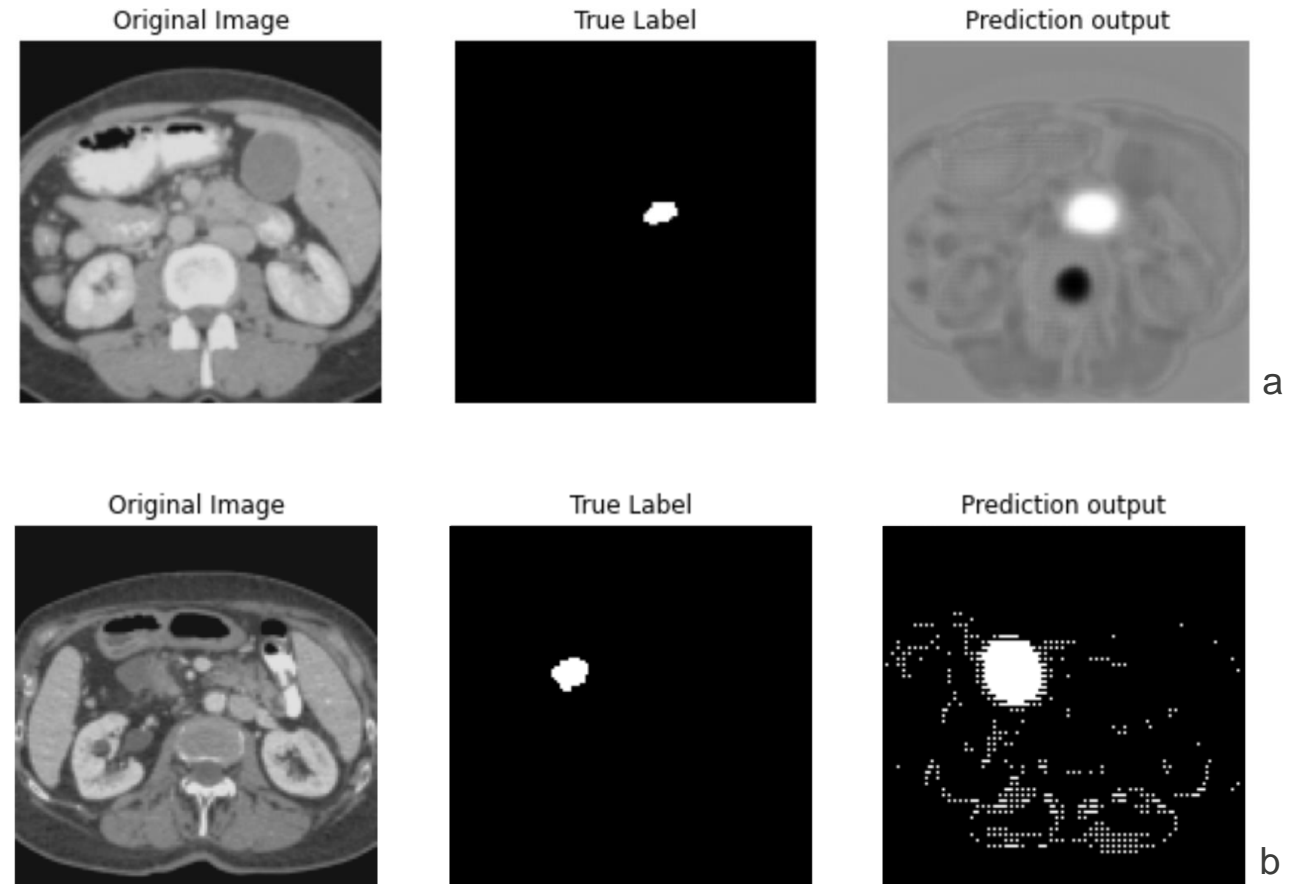 Original Image
True Label
Prediction output
a
Original Image
True Label
Prediction output
b